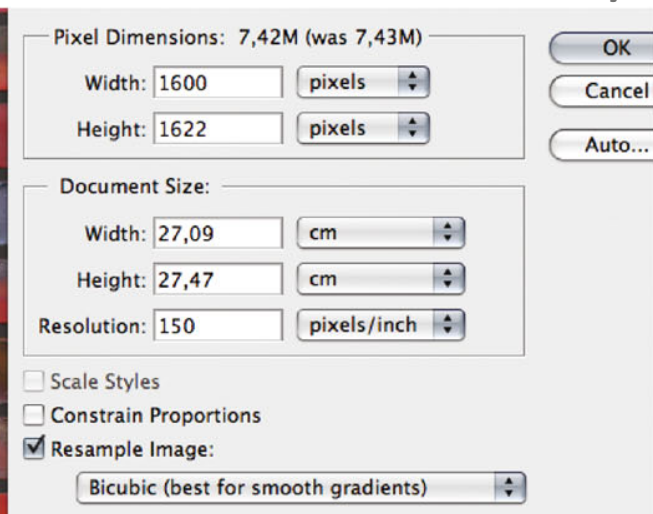 Pixel Dimensions: 7,42M (was 7,43M)
OK
Width: 1600 pixels
Cancel
Height: 1622 pixels
Auto...
Document Size:
Width: 27,09 cm
Height: 27,47 cm
Resolution: 150 pixels/inch
Scale Styles
Constrain Proportions
Resample Image:
Bicubic (best for smooth gradients)